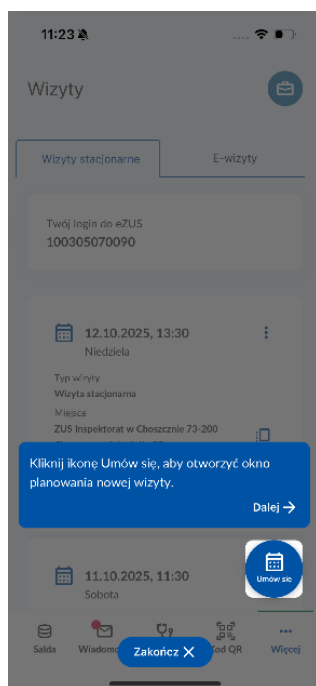 11:23
Wizyty
Wizyty stacjonarne
E-wizyty
Twój login do eZUS
100305070090
12.10.2025, 13:30
Niedziela
Typ wizyty
Wizyta stacjonarna
Miejsce
ZUS Inspektorat w Choszcznie 73-200
Kliknij ikonę Umów się, aby otworzyć okno
planowania nowej wizyty.
Dalej →
11.10.2025, 11:30
Sobota
Umów się
Salda
Kod QR
Więcej
Zakończ ×